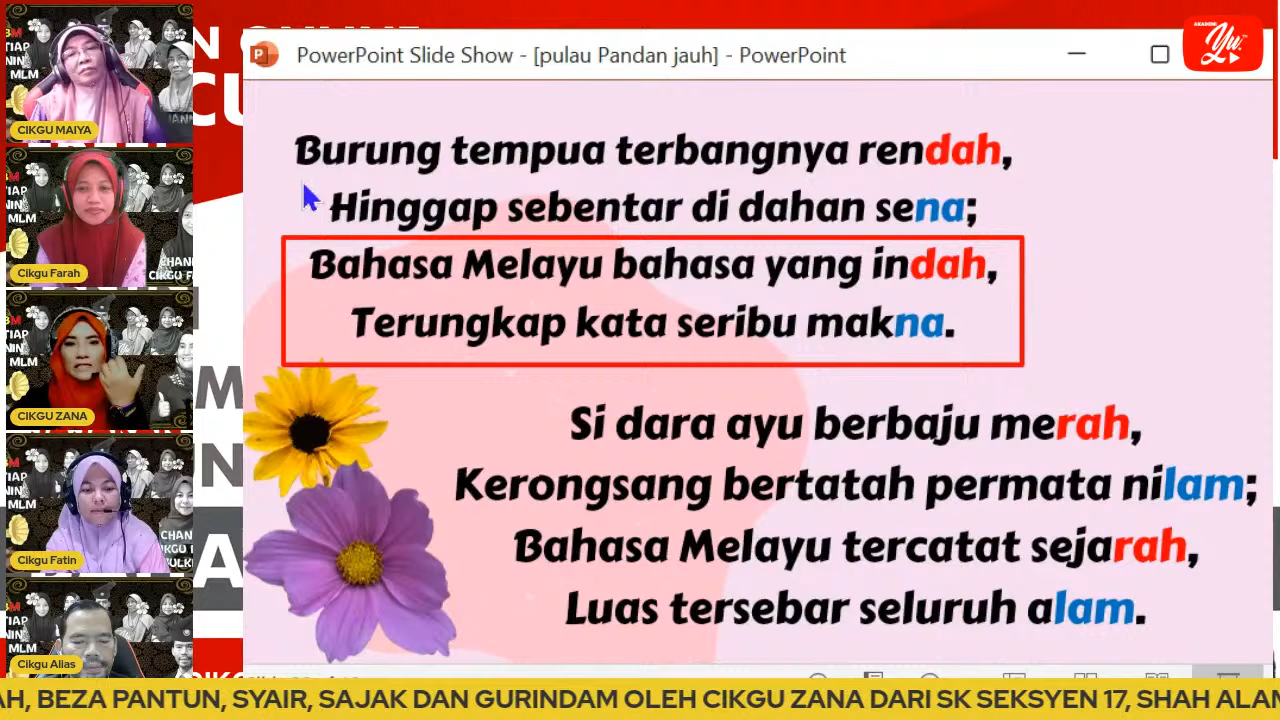 PowerPoint Slide Show - [pulau Pandan jauh] - PowerPoint
AKADEMI
Burung tempua terbangnya rendah,
Hinggap sebentar di dahan sena;
Bahasa Melayu bahasa yang indah,
Terungkap kata seribu makna.
Si dara ayu berbaju merah,
Kerongsang bertatah permata nilam;
Bahasa Melayu tercatat sejarah,
Luas tersebar seluruh alam.
CIKGU MAIYA
Cikgu Farah
CIKGU ZANA
Cikgu Fatin
Cikgu Alias
AH, BEZA PANTUN, SYAIR, SAJAK DAN GURINDAM OLEH CIKGU ZANA DARI SK SEKSYEN 17, SHAH ALAM